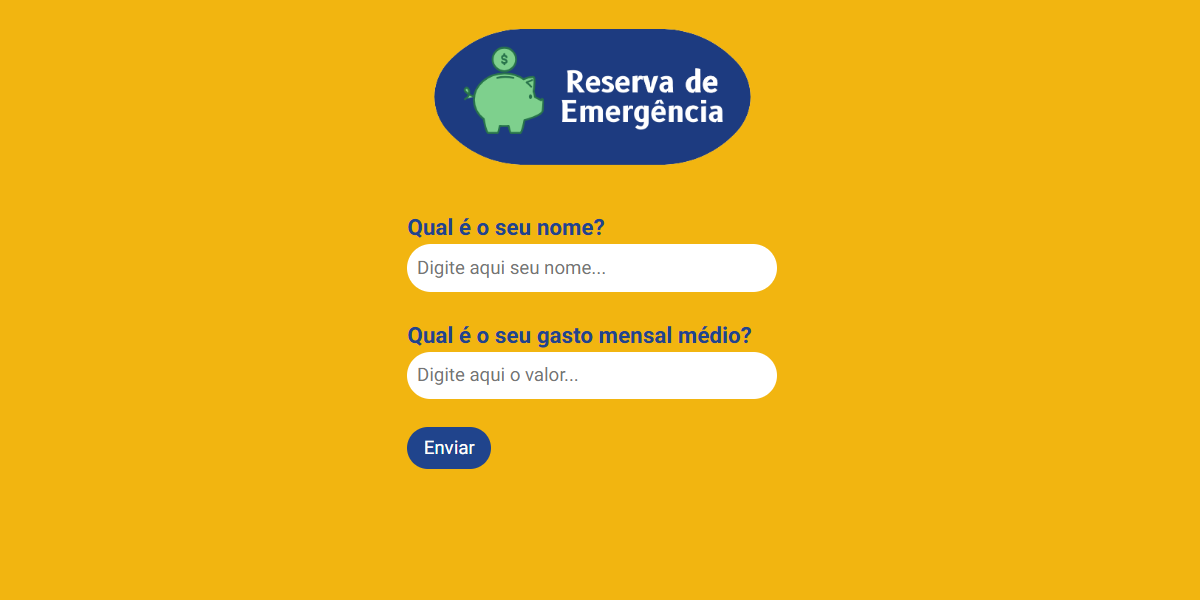 $
Reserva de
Emergência
Qual é o seu nome?
Digite aqui seu nome...
Qual é o seu gasto mensal médio?
Digite aqui o valor...
Enviar